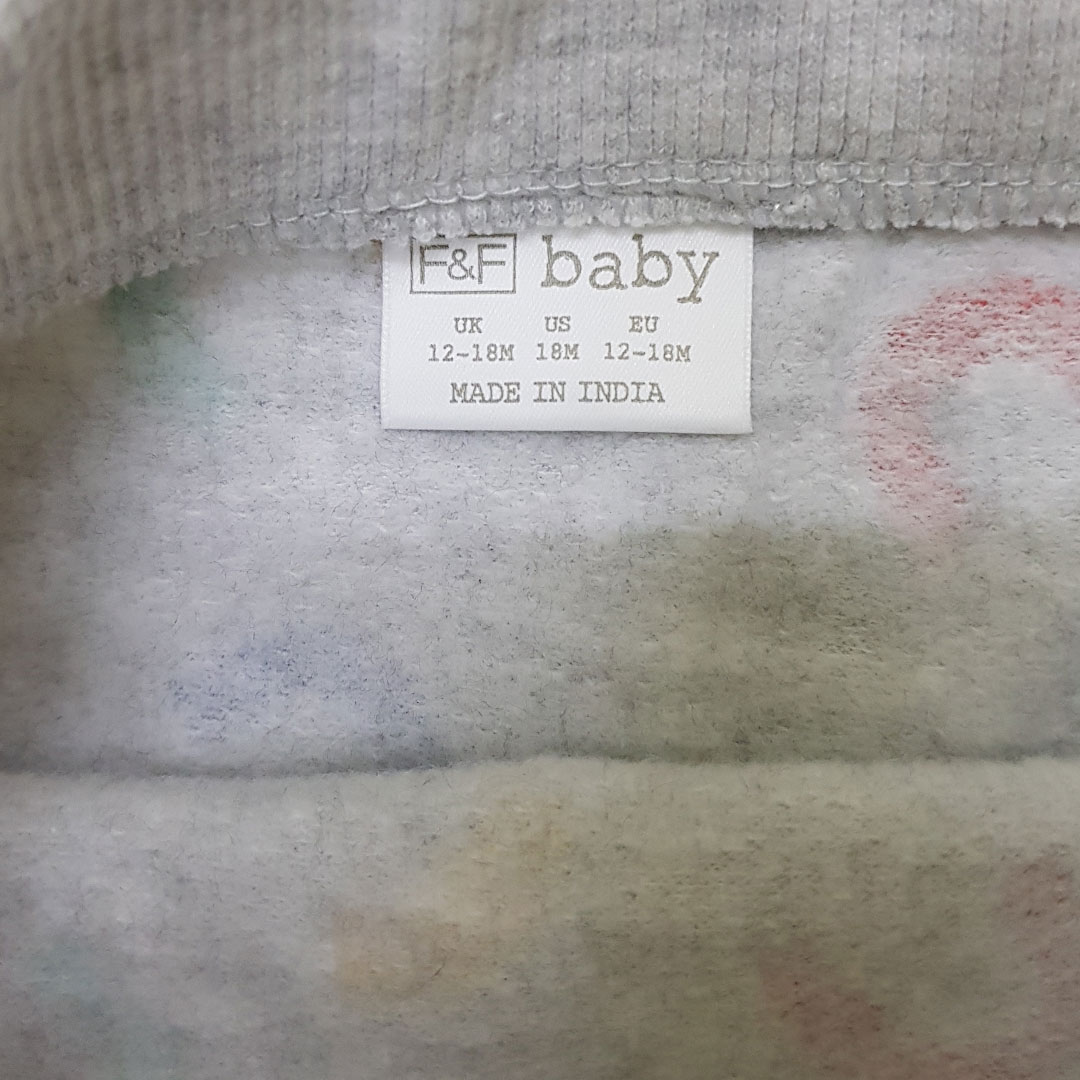 F&F baby
UK US EU
12-18M 18M 12-18M
MADE IN INDIA